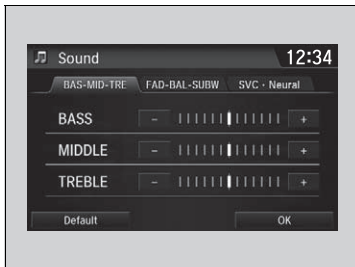 Sound 12:34
BAS-MID-TRE FAD-BAL-SUBW SVC · Neural
BASS - +
MIDDLE - +
TREBLE - +
Default OK